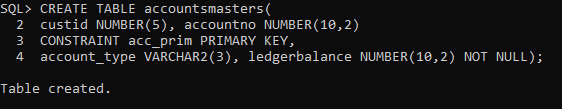 SQL> CREATE TABLE accountsmasters(
2 custid NUMBER(5), accountno NUMBER(10,2)
3 CONSTRAINT acc_prim PRIMARY KEY,
4 account_type VARCHAR2(3), ledgerbalance NUMBER(10,2) NOT NULL);
Table created.